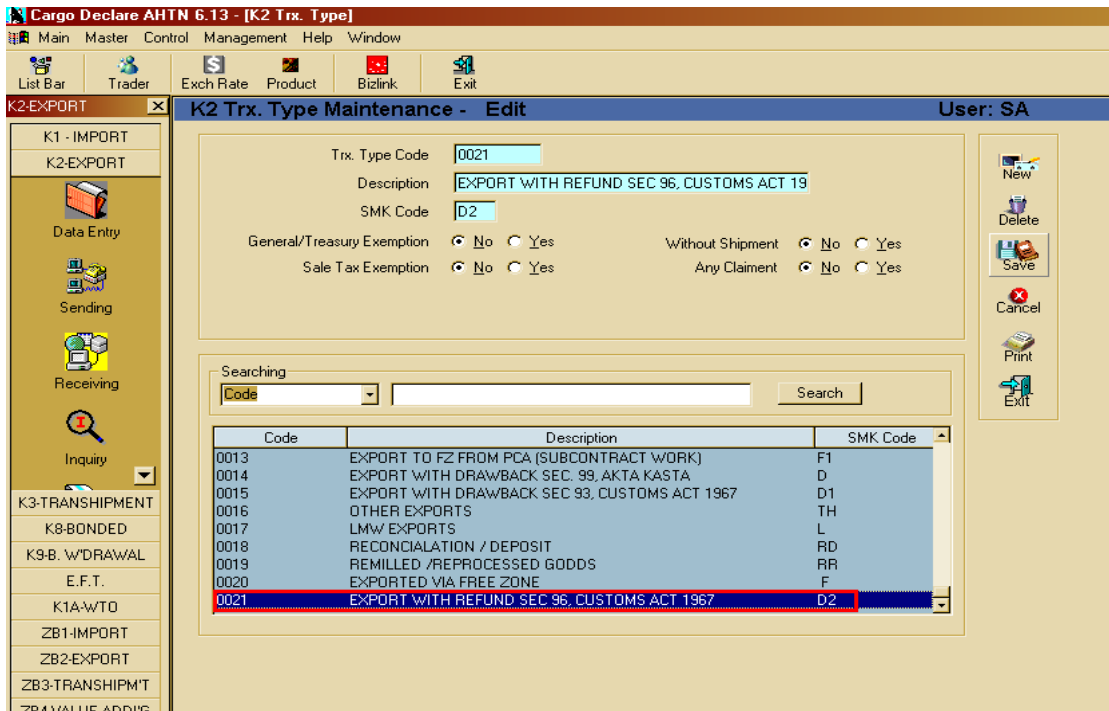 Cargo Declare AHTN 6.13 - [K2 Trx. Type]
Main Master Control Management Help Window
List Bar Trader Exch Rate Product Bizlink Exit
K2-EXPORT
K2 Trx. Type Maintenance - Edit User: SA
K1 - IMPORT
K2-EXPORT
Data Entry
Sending
Receiving
Inquiry
K3-TRANSHIPMENT
K8-BONDED
K9-B. W'DRAWAL
E.F.T.
K1A-WTO
ZB1-IMPORT
ZB2-EXPORT
ZB3-TRANSHIPM'T
Trx. Type Code 0021
Description EXPORT WITH REFUND SEC 96, CUSTOMS ACT 19
SMK Code D2
General/Treasury Exemption No Yes Without Shipment No Yes
Sale Tax Exemption No Yes Any Claiment No Yes
New
Delete
Save
Cancel
Print
Exit
Searching
Code Search
Code Description SMK Code
0013 EXPORT TO FZ FROM PCA (SUBCONTRACT WORK) F1
0014 EXPORT WITH DRAWBACK SEC. 99, AKTA KASTA D
0015 EXPORT WITH DRAWBACK SEC 93, CUSTOMS ACT 1967 D1
0016 OTHER EXPORTS TH
0017 LMW EXPORTS L
0018 RECONCIALATION / DEPOSIT RD
0019 REMILLED /REPROCESSED GODDS RR
0020 EXPORTED VIA FREE ZONE F
0021 EXPORT WITH REFUND SEC 96, CUSTOMS ACT 1967 D2